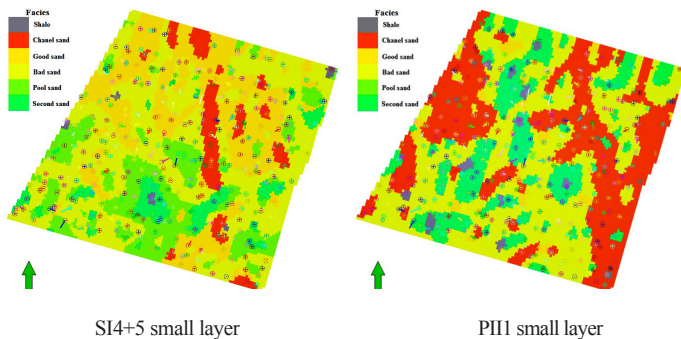 Facies
Shale
Chanel sand
Good sand
Bad sand
Pool sand
Second sand
Facies
Shale
Chanel sand
Good sand
Bad sand
Pool sand
Second sand
SI4+5 small layer
PII1 small layer